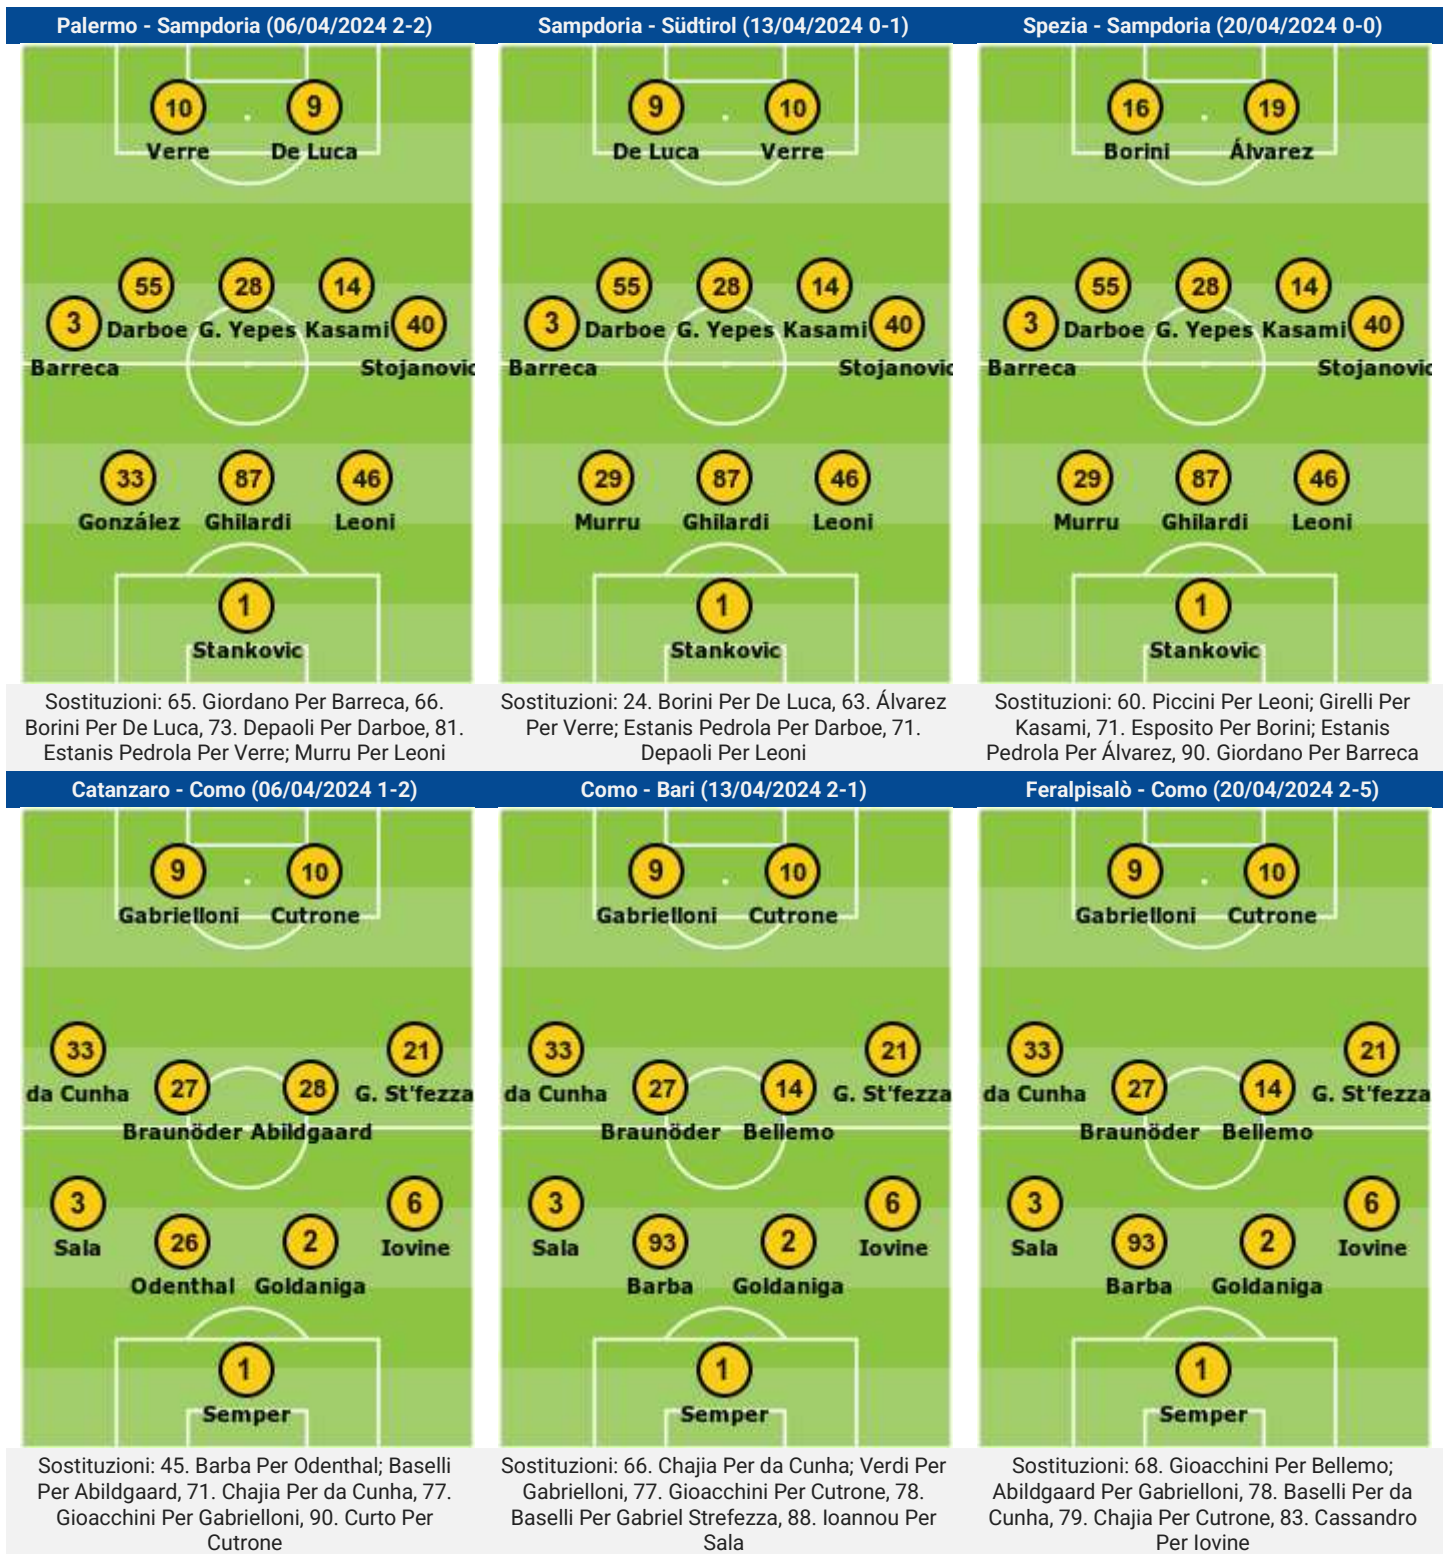 Palermo - Sampdoria (06/04/2024 2-2)
10
9
Verre
De Luca
55
28
14
3
Darboe
G. Yepes
Kasami
40
Barreca
Stojanovic
33
87
46
González
Ghilardi
Leoni
1
Stankovic
Sostituzioni: 65. Giordano Per Barreca, 66.
Borini Per De Luca, 73. Depaoli Per Darboe, 81.
Estanis Pedrola Per Verre; Murru Per Leoni
Sampdoria - Südtirol (13/04/2024 0-1)
9
10
De Luca
Verre
55
28
14
3
Darboe
G. Yepes
Kasami
40
Barreca
Stojanovic
29
87
46
Murru
Ghilardi
Leoni
1
Stankovic
Sostituzioni: 24. Borini Per De Luca, 63. Álvarez
Per Verre; Estanis Pedrola Per Darboe, 71.
Depaoli Per Leoni
Spezia - Sampdoria (20/04/2024 0-0)
16
19
Borini
Álvarez
55
28
14
3
Darboe
G. Yepes
Kasami
40
Barreca
Stojanovic
29
87
46
Murru
Ghilardi
Leoni
1
Stankovic
Sostituzioni: 60. Piccini Per Leoni; Girelli Per
Kasami, 71. Esposito Per Borini; Estanis
Pedrola Per Álvarez, 90. Giordano Per Barreca
Catanzaro - Como (06/04/2024 1-2)
9
10
Gabrielloni
Cutrone
33
21
da Cunha
27
28
G. St'fezza
Braunöder
Abildgaard
3
6
Sala
26
2
Iovine
Odenthal
Goldaniga
1
Semper
Sostituzioni: 45. Barba Per Odenthal; Baselli
Per Abildgaard, 71. Chajia Per da Cunha, 77.
Gioacchini Per Gabrielloni, 90. Curto Per
Cutrone
Como - Bari (13/04/2024 2-1)
9
10
Gabrielloni
Cutrone
33
21
da Cunha
27
14
G. St'fezza
Braunöder
Bellemo
3
6
Sala
93
2
Iovine
Barba
Goldaniga
1
Semper
Sostituzioni: 66. Chajia Per da Cunha; Verdi Per
Gabrielloni, 77. Gioacchini Per Cutrone, 78.
Baselli Per Gabriel Strefezza, 88. Ioannou Per
Sala
Feralpisalò - Como (20/04/2024 2-5)
9
10
Gabrielloni
Cutrone
33
21
da Cunha
27
14
G. St'fezza
Braunöder
Bellemo
3
6
Sala
93
2
Iovine
Barba
Goldaniga
1
Semper
Sostituzioni: 68. Gioacchini Per Bellemo;
Abildgaard Per Gabrielloni, 78. Baselli Per da
Cunha, 79. Chajia Per Cutrone, 83. Cassandro
Per Iovine